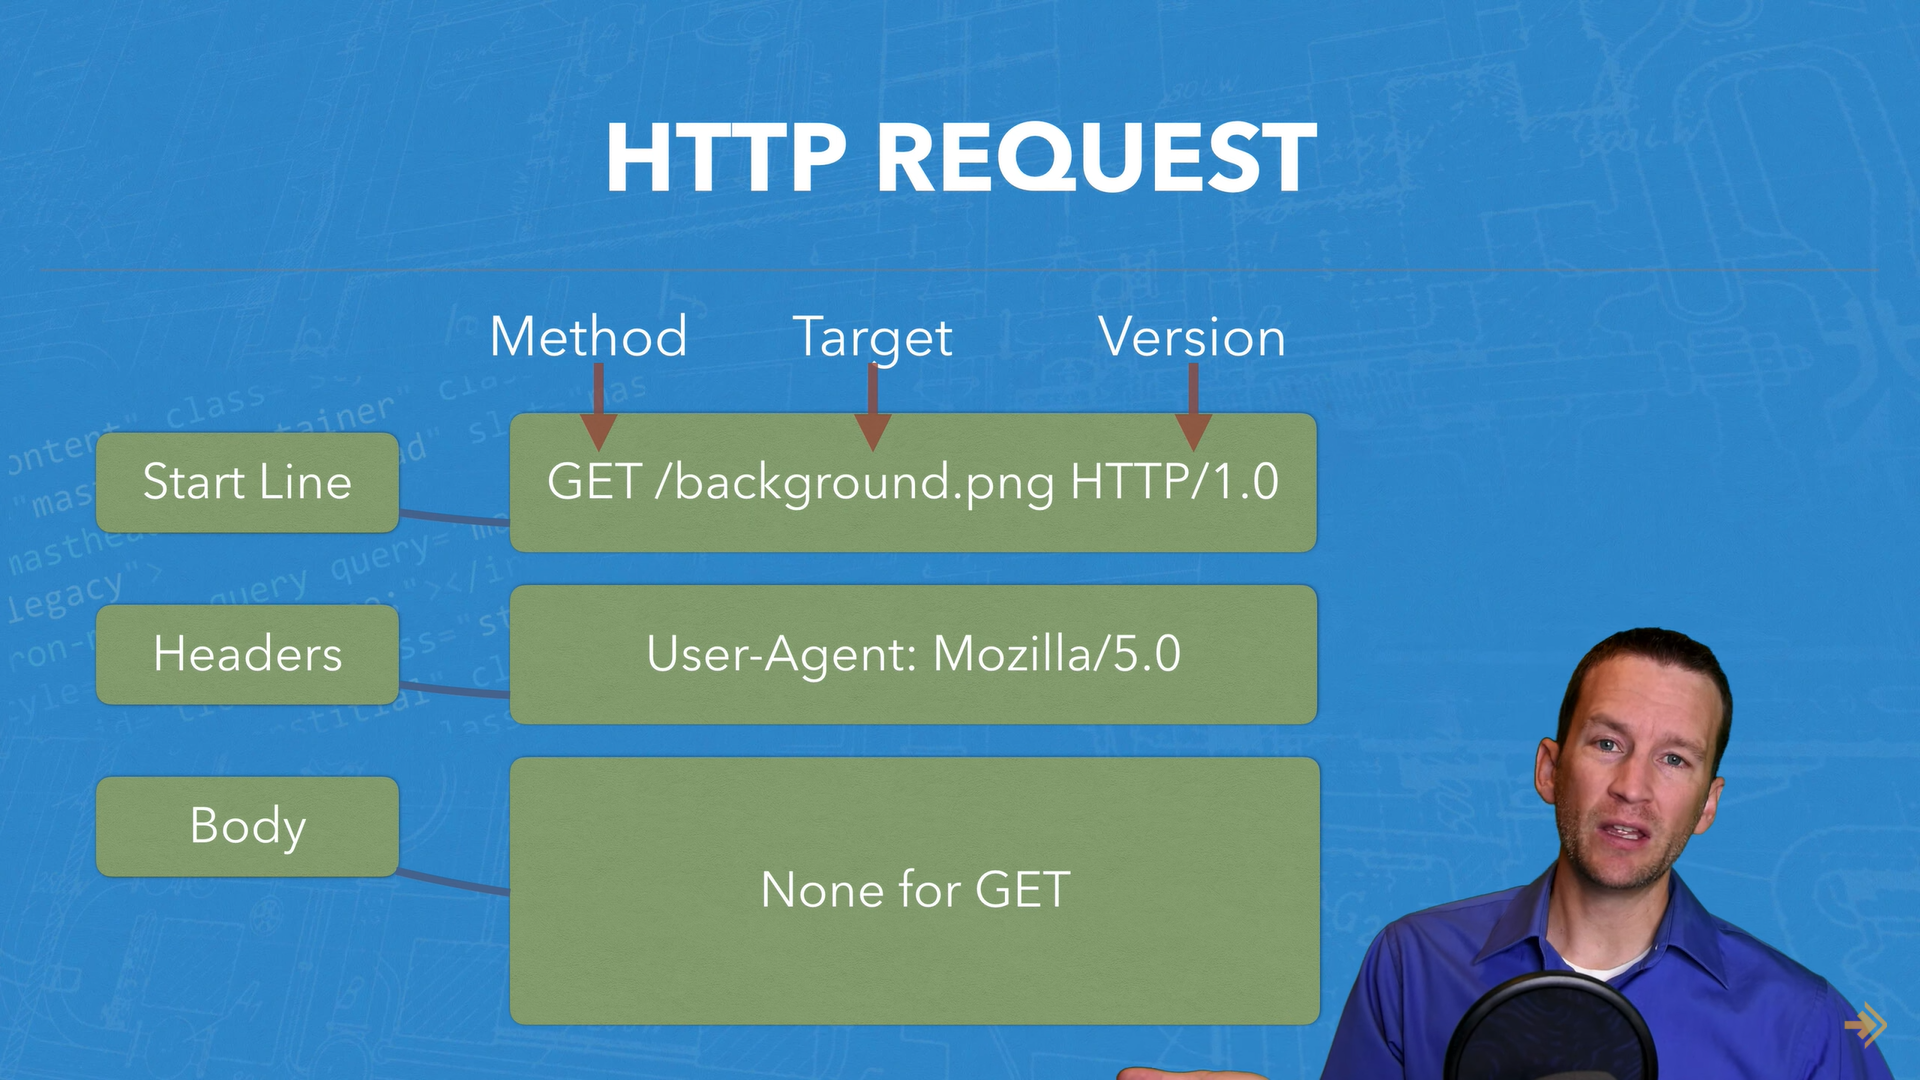 HTTP REQUEST
Method Target Version
Start Line
GET /background.png HTTP/1.0
Headers
User-Agent: Mozilla/5.0
Body
None for GET